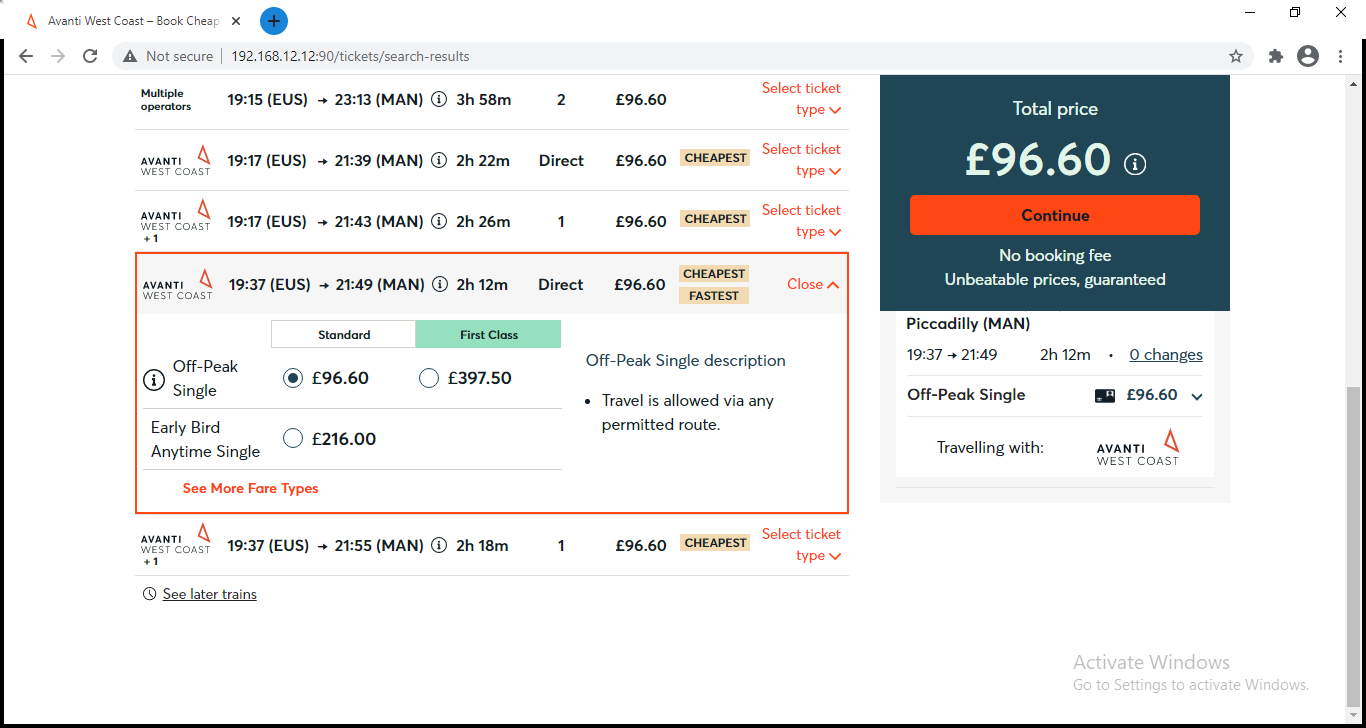 Avanti West Coast – Book Cheap
Not secure
192.168.12.12:90/tickets/search-results
Multiple
operators
19:15 (EUS) → 23:13 (MAN) 3h 58m 2 £96.60
Select ticket
type
AVANTI
WEST COAST
19:17 (EUS) → 21:39 (MAN) 2h 22m Direct £96.60 CHEAPEST
Select ticket
type
AVANTI
WEST COAST
+ 1
19:17 (EUS) → 21:43 (MAN) 2h 26m 1 £96.60 CHEAPEST
Select ticket
type
AVANTI
WEST COAST
19:37 (EUS) → 21:49 (MAN) 2h 12m Direct £96.60
CHEAPEST
FASTEST
Close
Standard First Class
Off-Peak
Single
£96.60 £397.50
Early Bird
Anytime Single
£216.00
See More Fare Types
Off-Peak Single description
• Travel is allowed via any
permitted route.
AVANTI
WEST COAST
+ 1
19:37 (EUS) → 21:55 (MAN) 2h 18m 1 £96.60 CHEAPEST
Select ticket
type
See later trains
Total price
£96.60
Continue
No booking fee
Unbeatable prices, guaranteed
Piccadilly (MAN)
19:37 → 21:49 2h 12m · 0 changes
Off-Peak Single £96.60
Travelling with:
AVANTI
WEST COAST
Activate Windows
Go to Settings to activate Windows.